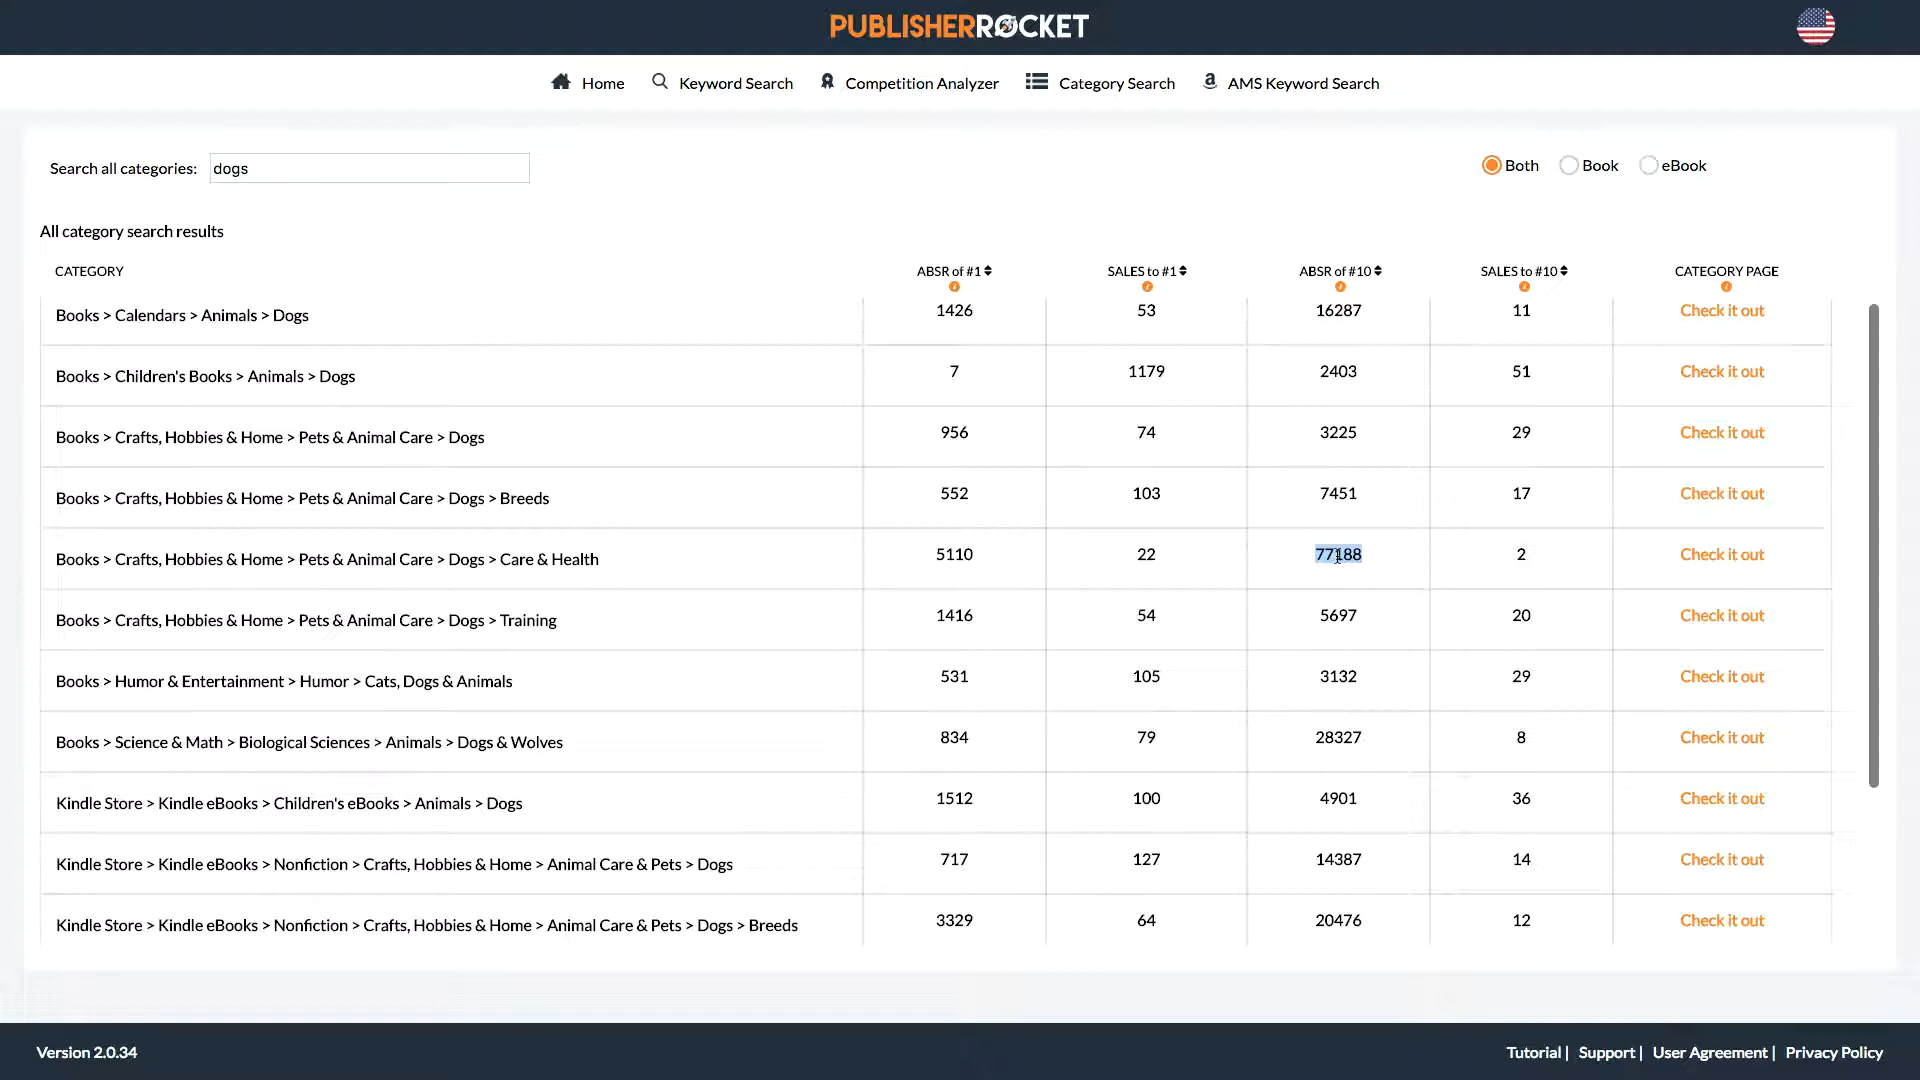 PUBLISHERROCKET
Home Keyword Search Competition Analyzer Category Search AMS Keyword Search
Search all categories: dogs Both Book eBook
All category search results
CATEGORY ABSR of #1 SALES to #1 ABSR of #10 SALES to #10 CATEGORY PAGE
Books > Calendars > Animals > Dogs 1426 53 16287 11 Check it out
Books > Children's Books > Animals > Dogs 7 1179 2403 51 Check it out
Books > Crafts, Hobbies & Home > Pets & Animal Care > Dogs 956 74 3225 29 Check it out
Books > Crafts, Hobbies & Home > Pets & Animal Care > Dogs > Breeds 552 103 7451 17 Check it out
Books > Crafts, Hobbies & Home > Pets & Animal Care > Dogs > Care & Health 5110 22 77188 2 Check it out
Books > Crafts, Hobbies & Home > Pets & Animal Care > Dogs > Training 1416 54 5697 20 Check it out
Books > Humor & Entertainment > Humor > Cats, Dogs & Animals 531 105 3132 29 Check it out
Books > Science & Math > Biological Sciences > Animals > Dogs & Wolves 834 79 28327 8 Check it out
Kindle Store > Kindle eBooks > Children's eBooks > Animals > Dogs 1512 100 4901 36 Check it out
Kindle Store > Kindle eBooks > Nonfiction > Crafts, Hobbies & Home > Animal Care & Pets > Dogs 717 127 14387 14 Check it out
Kindle Store > Kindle eBooks > Nonfiction > Crafts, Hobbies & Home > Animal Care & Pets > Dogs > Breeds 3329 64 20476 12 Check it out
Version 2.0.34 Tutorial | Support | User Agreement | Privacy Policy